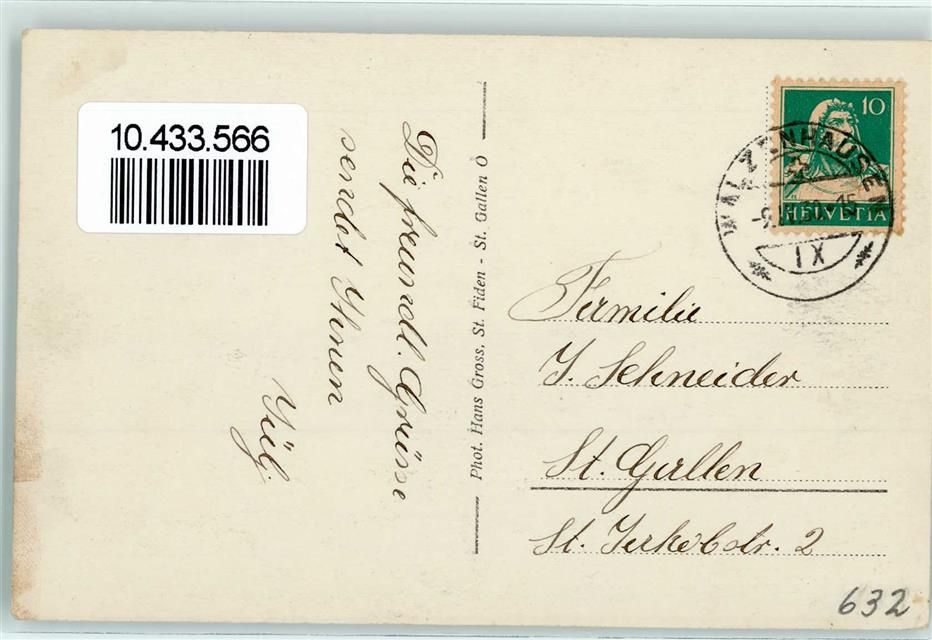 10.433.566
Die freundl. Grüsse
sendet Ihnen
Phot. Hans Gross, St. Fiden - St. Gallen O
10
HELVETIA
WALZENHAUSEN
IX
Familie
J. Schneider
St. Gallen
St. Jakobstr. 2
632